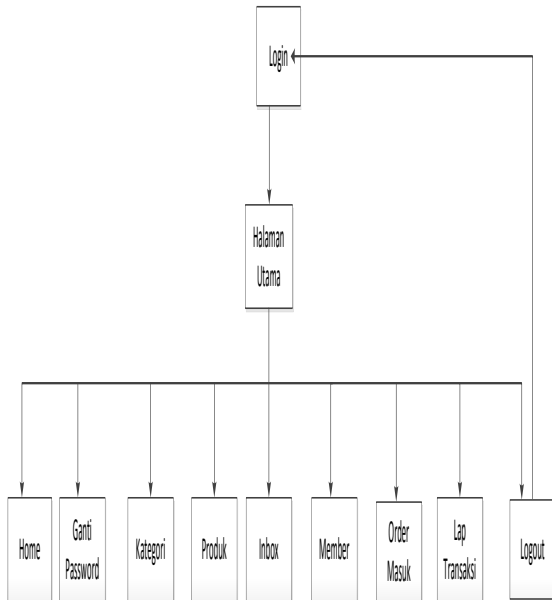 Login
Halaman
Utama
Home
Ganti
Password
Kategori
Produk
Inbox
Member
Order
Masuk
Lap
Transaksi
Logout